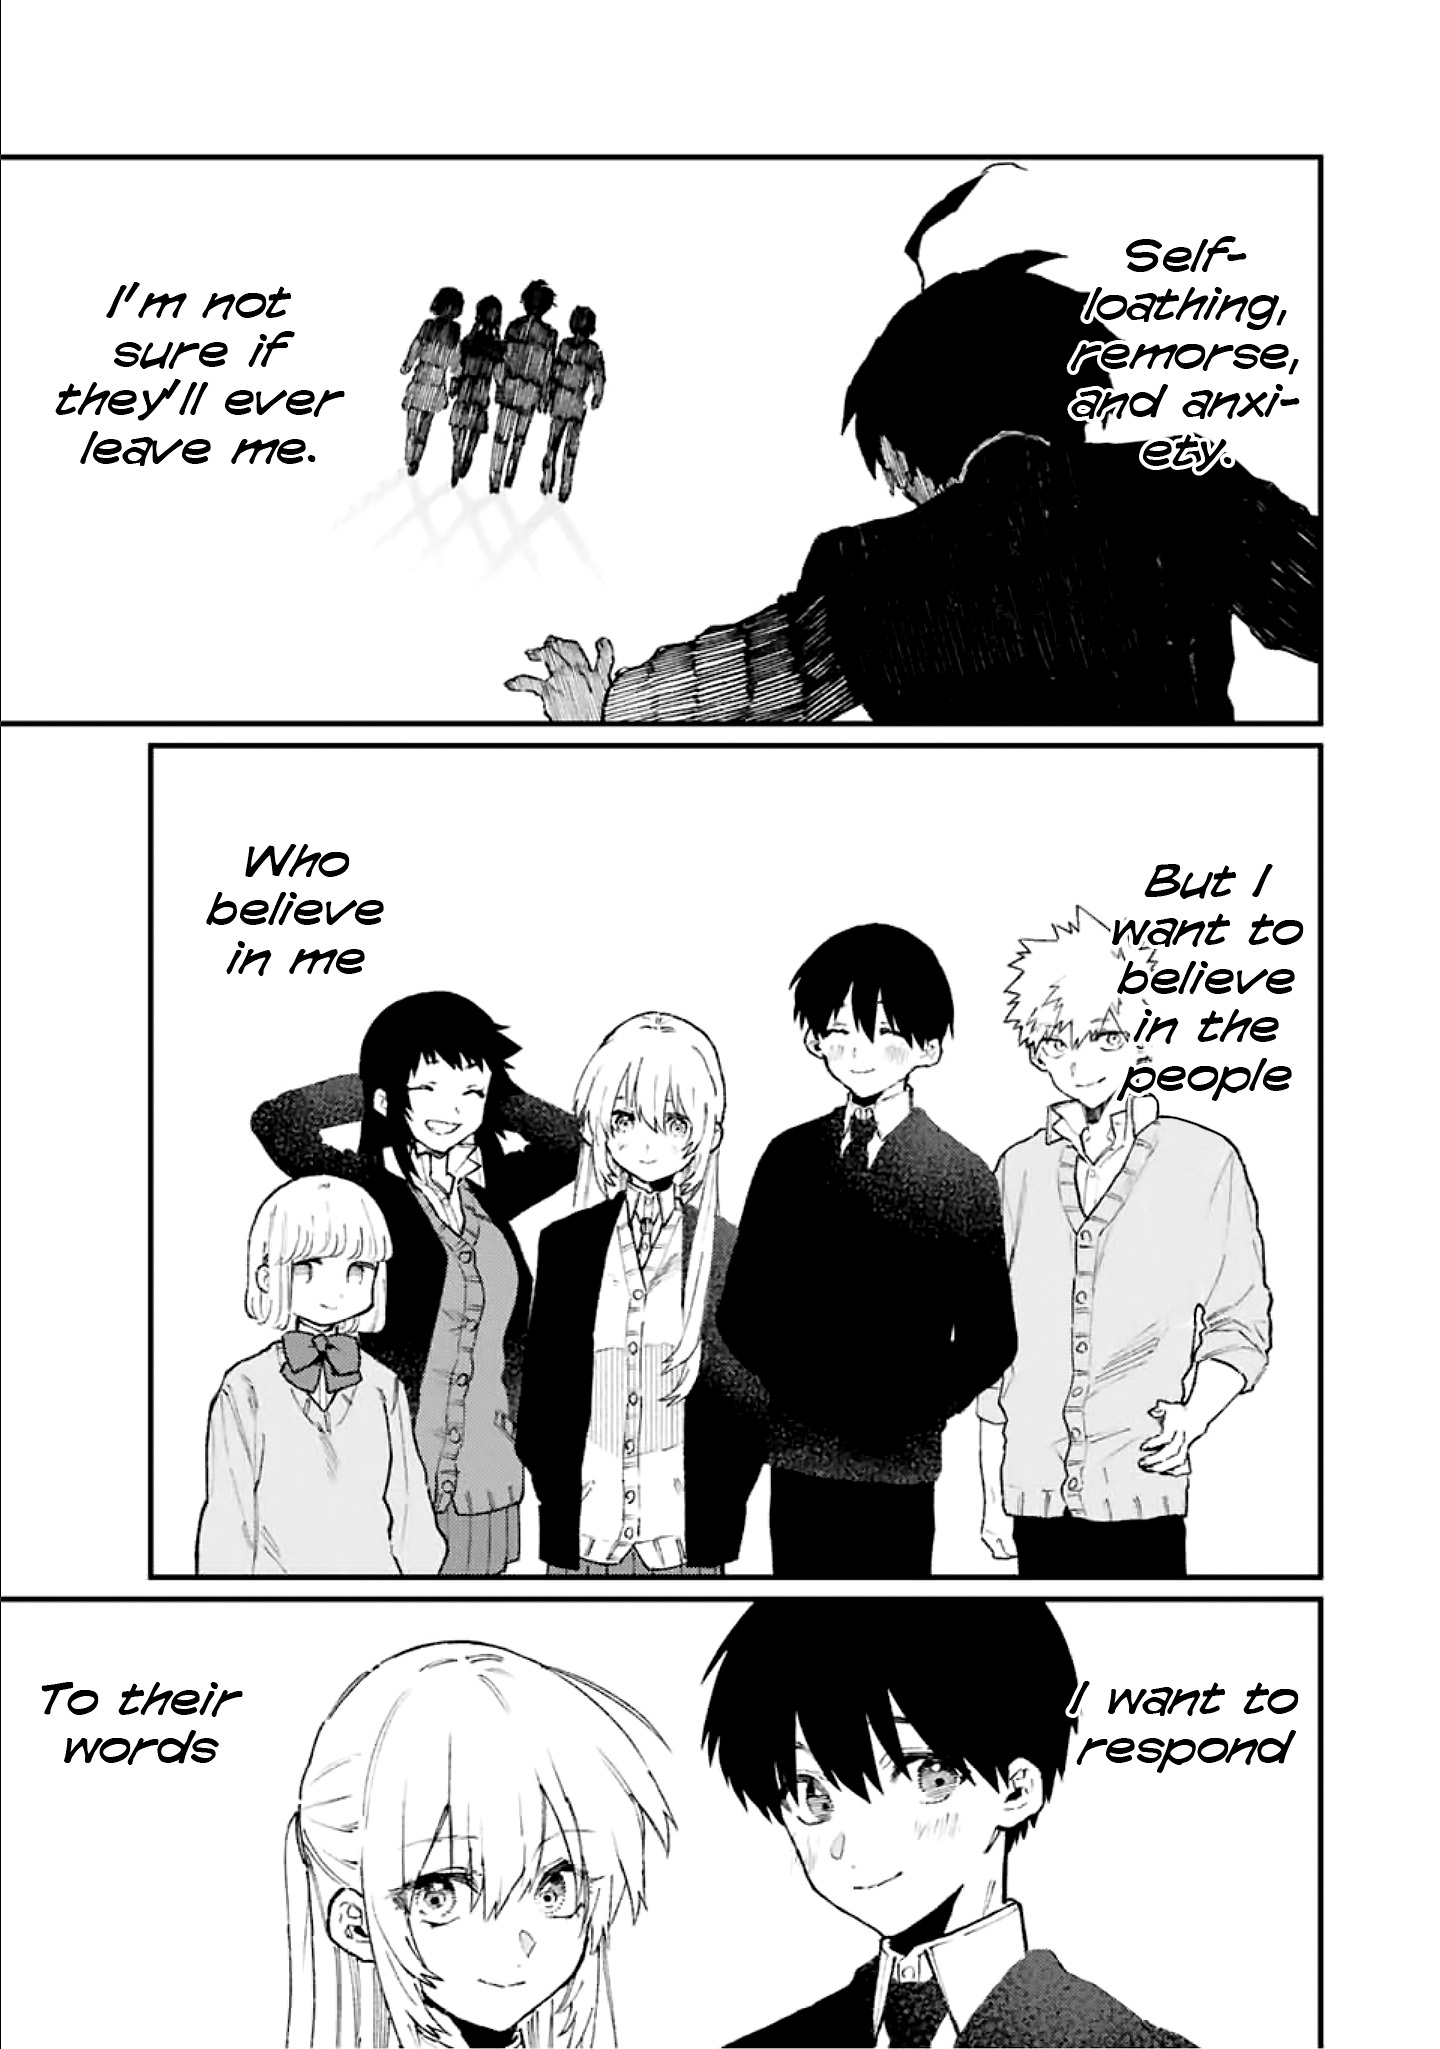 Self-
loathing,
remorse,
and anxi-
ety.
I'm not
sure if
they'll ever
leave me.
But I
want to
believe
in the
people
Who
believe
in me
I want to
respond
To their
words